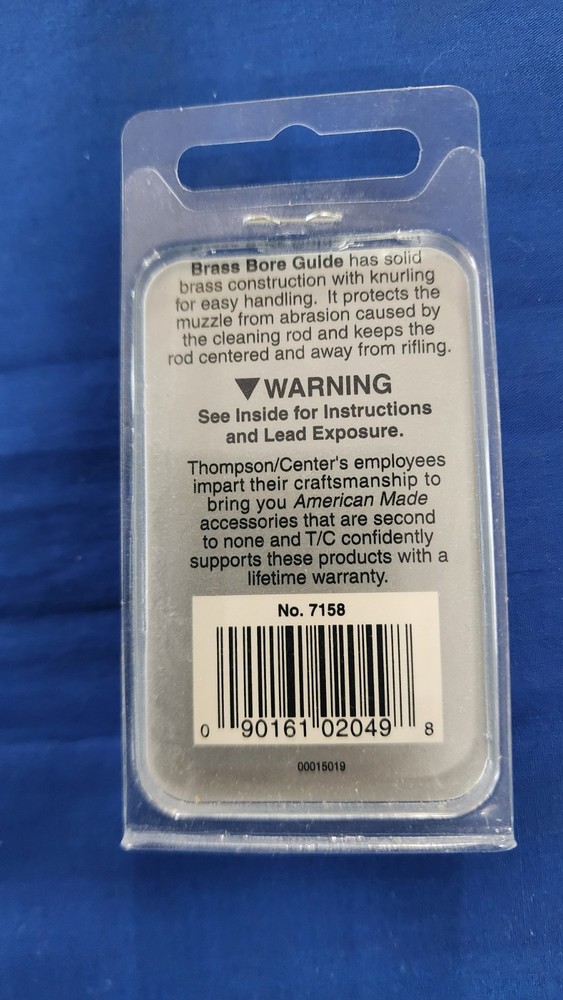 Brass Bore Guide has solid
brass construction with knurling
for easy handling. It protects the
muzzle from abrasion caused by
the cleaning rod and keeps the
rod centered and away from rifling.
▼WARNING
See Inside for Instructions
and Lead Exposure.
Thompson/Center's employees
impart their craftsmanship to
bring you American Made
accessories that are second
to none and T/C confidently
supports these products with a
lifetime warranty.
No. 7158
0 90161 02049 8
00015019